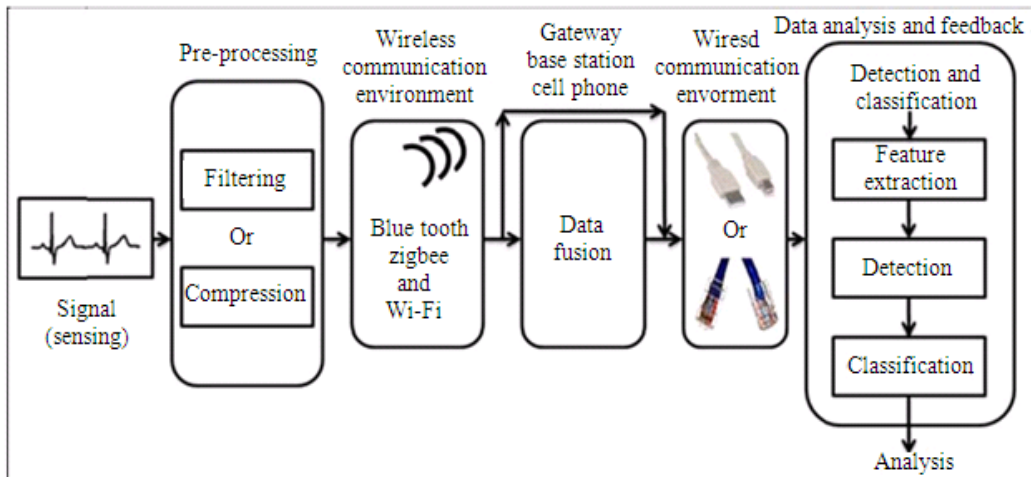 Signal
(sensing)
Pre-processing
Filtering
Or
Compression
Wireless
communication
environment
Blue tooth
zigbee
and
Wi-Fi
Gateway
base station
cell phone
Data
fusion
Wiresd
communication
envorment
Or
Data analysis and feedback
Detection and
classification
Feature
extraction
Detection
Classification
Analysis